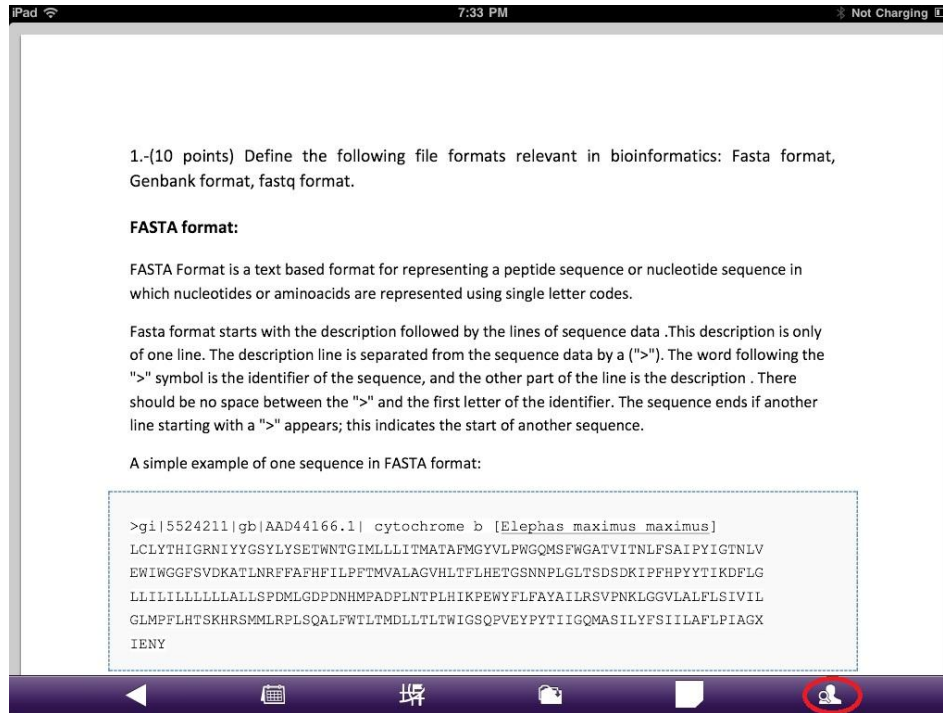 iPad 7:33 PM Not Charging
1.-(10 points) Define the following file formats relevant in bioinformatics: Fasta format,
Genbank format, fastq format.
FASTA format:
FASTA Format is a text based format for representing a peptide sequence or nucleotide sequence in
which nucleotides or aminoacids are represented using single letter codes.
Fasta format starts with the description followed by the lines of sequence data .This description is only
of one line. The description line is separated from the sequence data by a (">"). The word following the
">" symbol is the identifier of the sequence, and the other part of the line is the description . There
should be no space between the ">" and the first letter of the identifier. The sequence ends if another
line starting with a ">" appears; this indicates the start of another sequence.
A simple example of one sequence in FASTA format:
>gi|5524211|gb|AAD44166.1| cytochrome b [Elephas maximus maximus]
LCLYTHIGRNIYYGSYLYSETWNTGIMLLLITMATAFMGYVLPWGQMSFWGATVITNLFSAIPYIGTNLV
EWIWGGFSVDKATLNRFFAFHFILPFTMVALAGVHLTFLHETGSNNPLGLTSDSDKIPFHPYYTIKDFLG
LLILILLLLLLALLSPDMLGDPDNHMPADPLNTPLHIKPEWYFLFAYAILRSVPNKLGGVLALFLSIVIL
GLMPFLHTSKHRSMMLRPLSQALFWTLTMDLLTLTWIGSQPVEYPYTIIGQMASILYFSIILAFLPIAGX
IENY